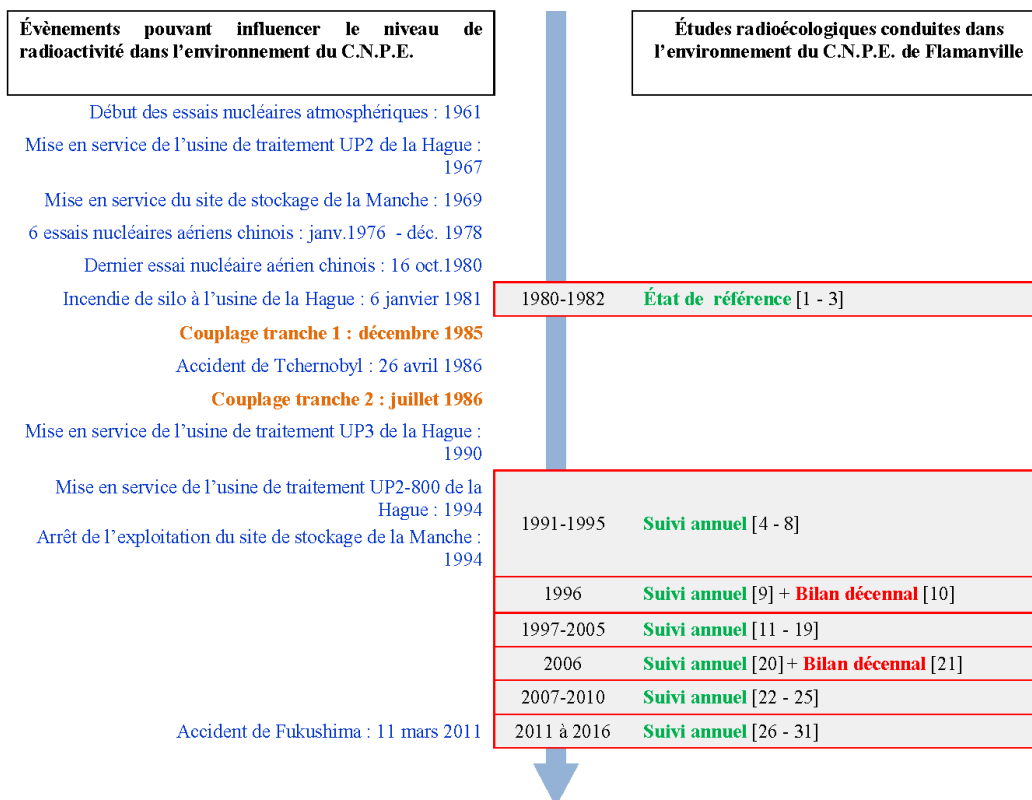 Évènements pouvant influencer le niveau de
radioactivité dans l'environnement du C.N.P.E.
Études radioécologiques conduites dans
l'environnement du C.N.P.E. de Flamanville
Début des essais nucléaires atmosphériques : 1961
Mise en service de l'usine de traitement UP2 de la Hague :
1967
Mise en service du site de stockage de la Manche : 1969
6 essais nucléaires aériens chinois : janv.1976 - déc. 1978
Dernier essai nucléaire aérien chinois : 16 oct.1980
Incendie de silo à l'usine de la Hague : 6 janvier 1981
1980-1982 État de référence [1 - 3]
Couplage tranche 1 : décembre 1985
Accident de Tchernobyl : 26 avril 1986
Couplage tranche 2 : juillet 1986
Mise en service de l'usine de traitement UP3 de la Hague :
1990
Mise en service de l'usine de traitement UP2-800 de la
Hague : 1994
1991-1995 Suivi annuel [4 - 8]
Arrêt de l'exploitation du site de stockage de la Manche :
1994
1996 Suivi annuel [9] + Bilan décennal [10]
1997-2005 Suivi annuel [11 - 19]
2006 Suivi annuel [20] + Bilan décennal [21]
2007-2010 Suivi annuel [22 - 25]
Accident de Fukushima : 11 mars 2011
2011 à 2016 Suivi annuel [26 - 31]